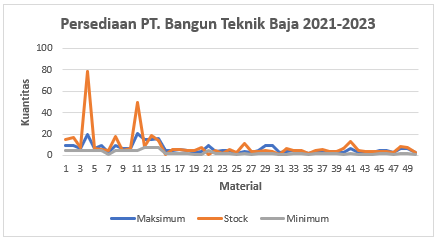 Persediaan PT. Bangun Teknik Baja 2021-2023
Kuantitas
100
80
60
40
20
0
1 3 5 7 9 11 13 15 17 19 21 23 25 27 29 31 33 35 37 39 41 43 45 47 49
Material
Maksimum Stock Minimum